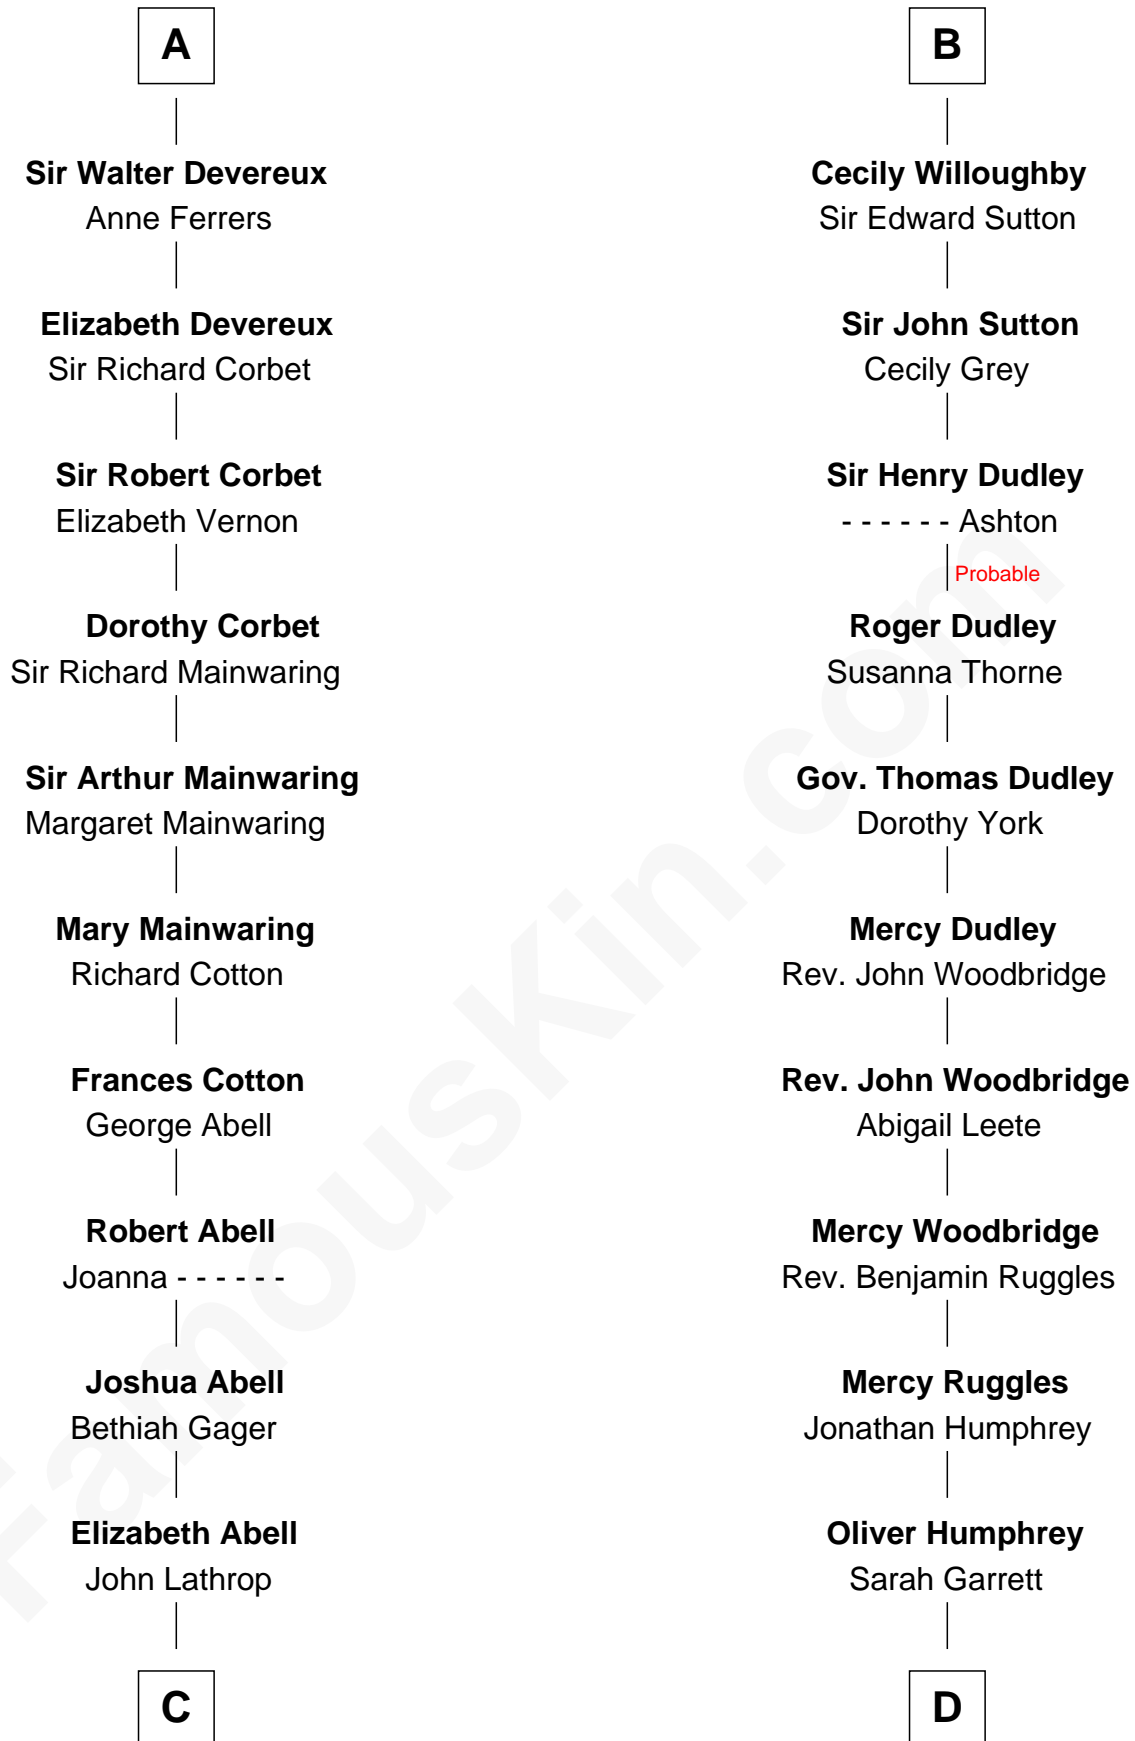 A
Sir Walter Devereux
Anne Ferrers
Elizabeth Devereux
Sir Richard Corbet
Sir Robert Corbet
Elizabeth Vernon
Dorothy Corbet
Sir Richard Mainwaring
Sir Arthur Mainwaring
Margaret Mainwaring
Mary Mainwaring
Richard Cotton
Frances Cotton
George Abell
Robert Abell
Joanna - - - - - -
Joshua Abell
Bethiah Gager
Elizabeth Abell
John Lathrop
C
B
Cecily Willoughby
Sir Edward Sutton
Sir John Sutton
Cecily Grey
Sir Henry Dudley
- - - - - - Ashton
Probable
Roger Dudley
Susanna Thorne
Gov. Thomas Dudley
Dorothy York
Mercy Dudley
Rev. John Woodbridge
Rev. John Woodbridge
Abigail Leete
Mercy Woodbridge
Rev. Benjamin Ruggles
Mercy Ruggles
Jonathan Humphrey
Oliver Humphrey
Sarah Garrett
D
FamousKin.com